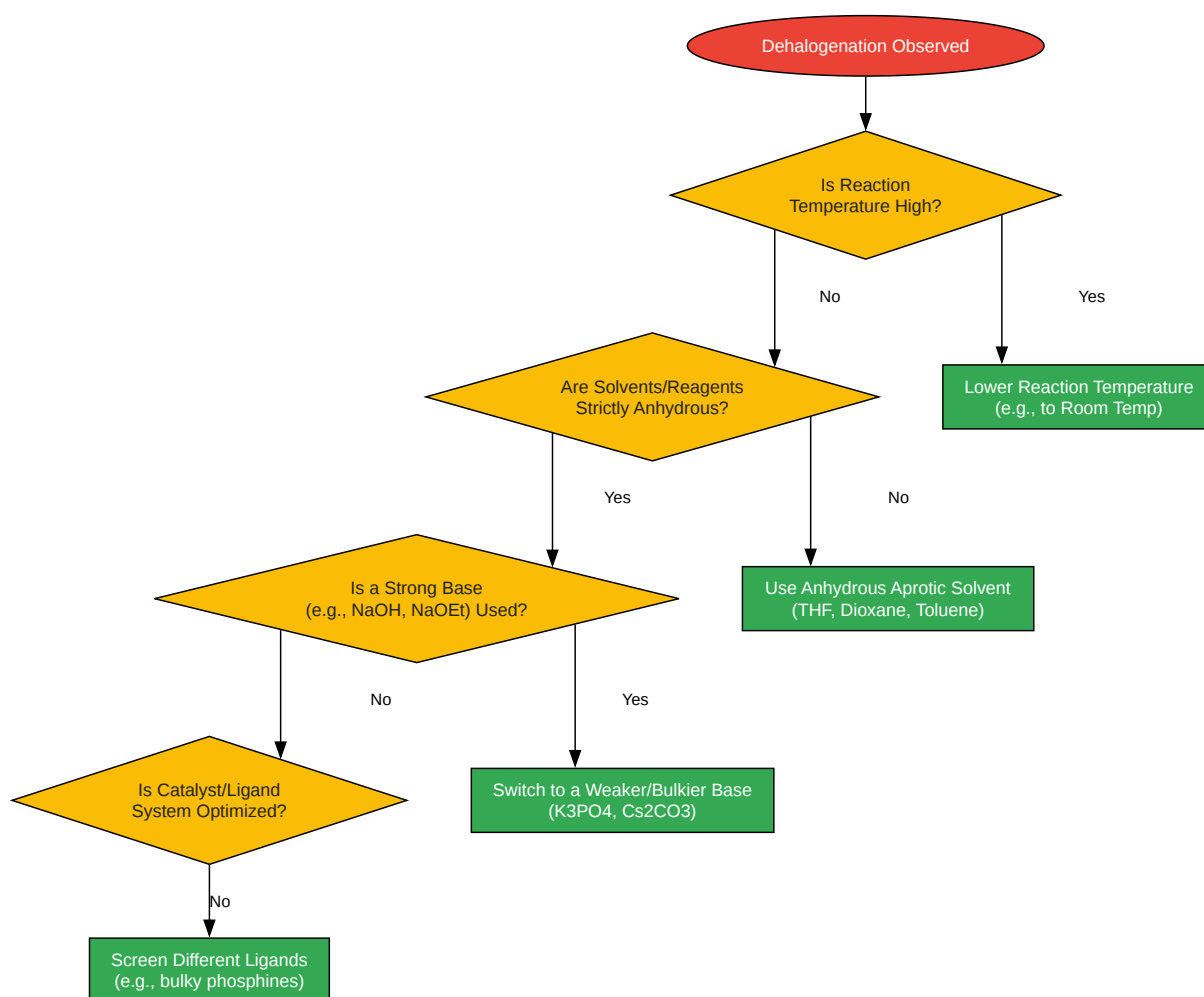 Dehalogenation Observed
Is Reaction
Temperature High?
No
Yes
Are Solvents/Reagents
Strictly Anhydrous?
Lower Reaction Temperature
(e.g., to Room Temp)
Yes
No
Is a Strong Base
(e.g., NaOH, NaOEt) Used?
Use Anhydrous Aprotic Solvent
(THF, Dioxane, Toluene)
No
Yes
Is Catalyst/Ligand
System Optimized?
Switch to a Weaker/Bulkier Base
(K3PO4, Cs2CO3)
No
Screen Different Ligands
(e.g., bulky phosphines)